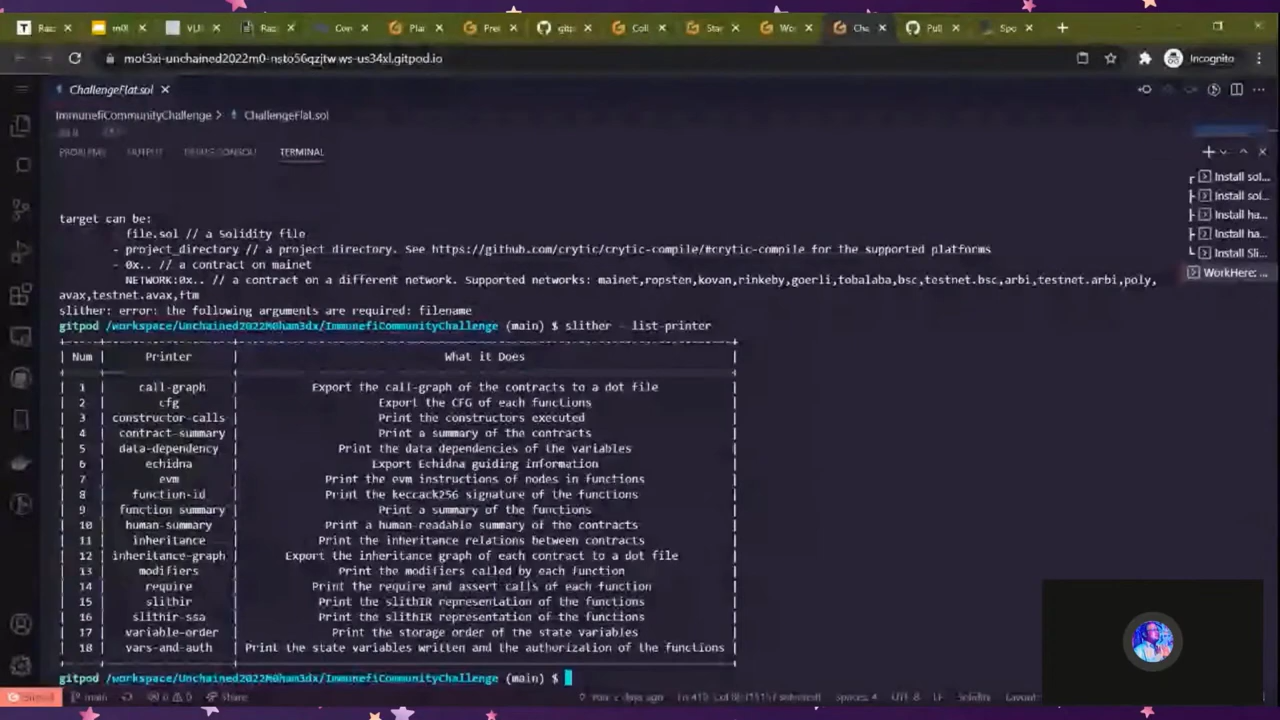 mot3xi-unchained2022m0-nsto56qzjtw.ws-us34xl.gitpod.io
Incognito
ChallengeFlat.sol
ImmunefiCommunityChallenge > ChallengeFlat.sol
PROBLEMS OUTPUT DEBUG CONSOLE TERMINAL
Install sol...
Install sol...
Install ha...
Install ha...
Install Sli...
WorkHere: ...
target can be:
file.sol // a Solidity file
- project_directory // a project directory. See https://github.com/crytic/crytic-compile/#crytic-compile for the supported platforms
- 0x.. // a contract on mainet
NETWORK:0x.. // a contract on a different network. Supported networks: mainet,ropsten,kovan,rinkeby,goerli,tobalaba,bsc,testnet.bsc,arbi,testnet.arbi,poly,
avax,testnet.avax,ftm
slither: error: the following arguments are required: filename
gitpod /workspace/Unchained2022M0ham3dx/ImmunefiCommunityChallenge (main) $ slither --list-printer
Num Printer What it Does
1 call-graph Export the call-graph of the contracts to a dot file
2 cfg Export the CFG of each functions
3 constructor-calls Print the constructors executed
4 contract-summary Print a summary of the contracts
5 data-dependency Print the data dependencies of the variables
6 echidna Export Echidna guiding information
7 evm Print the evm instructions of nodes in functions
8 function-id Print the keccack256 signature of the functions
9 function-summary Print a summary of the functions
10 human-summary Print a human-readable summary of the contracts
11 inheritance Print the inheritance relations between contracts
12 inheritance-graph Export the inheritance graph of each contract to a dot file
13 modifiers Print the modifiers called by each function
14 require Print the require and assert calls of each function
15 slithir Print the slithIR representation of the functions
16 slithir-ssa Print the slithIR representation of the functions
17 variable-order Print the storage order of the state variables
18 vars-and-auth Print the state variables written and the authorization of the functions
gitpod /workspace/Unchained2022M0ham3dx/ImmunefiCommunityChallenge (main) $
main Share Spaces: 4 UTF-8 LF Solidity